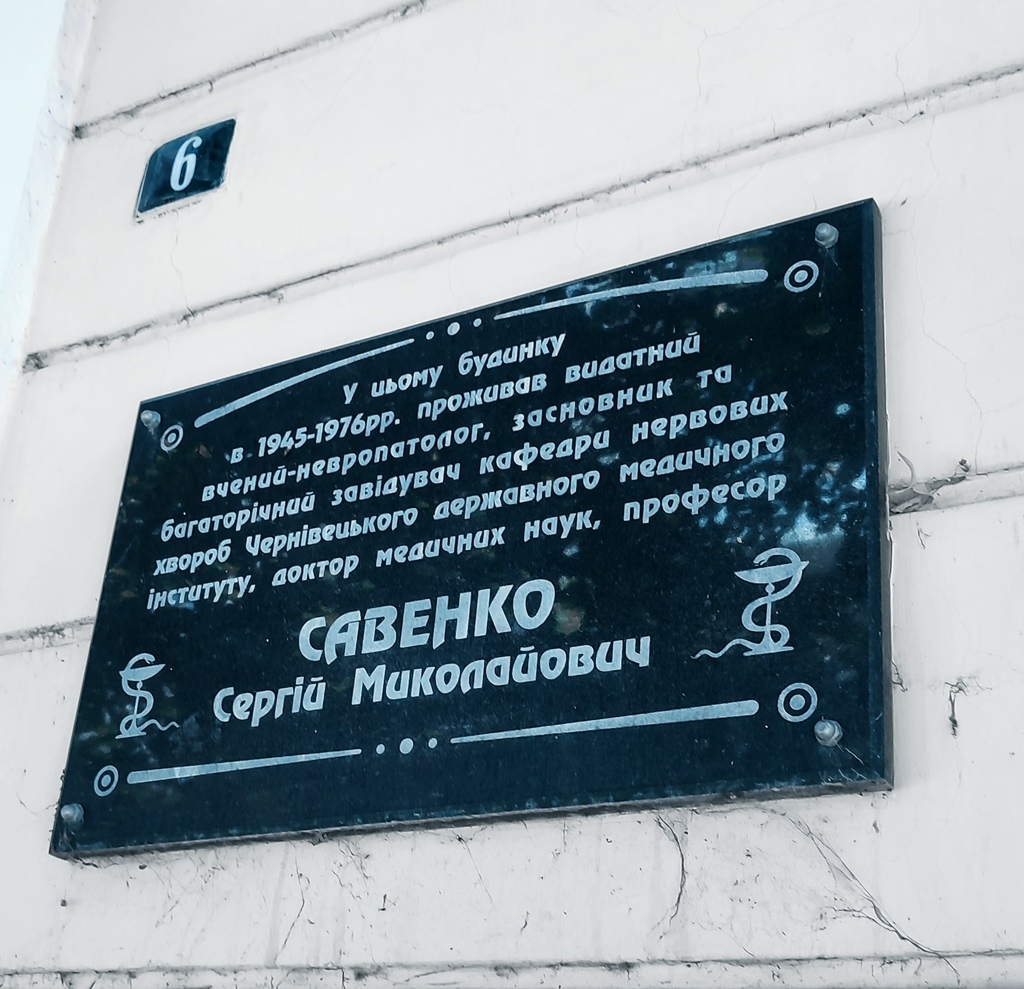 6
У цьому будинку
в 1945-1976рр. проживав видатний
вчений-невропатолог, засновник та
багаторічний завідувач кафедри нервових
хвороб Чернівецького державного медичного
інституту, доктор медичних наук, професор
САВЕНКО
Сергій Миколайович